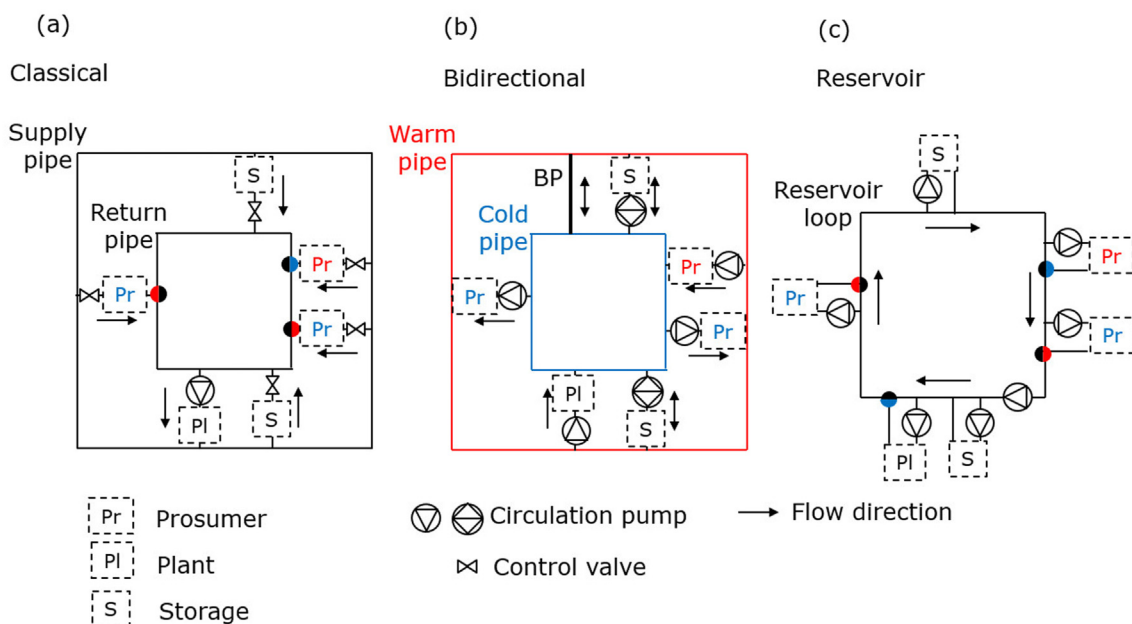 (a)
Classical
Supply
pipe
S
Return
pipe
Pr
Pr
Pr
Pl
S
(b)
Bidirectional
Warm
pipe
BP
S
Cold
pipe
Pr
Pr
Pr
Pl
S
(c)
Reservoir
S
Reservoir
loop
Pr
Pr
Pr
Pl
S
Pr Prosumer
Pl Plant
S Storage
Circulation pump
Control valve
Flow direction